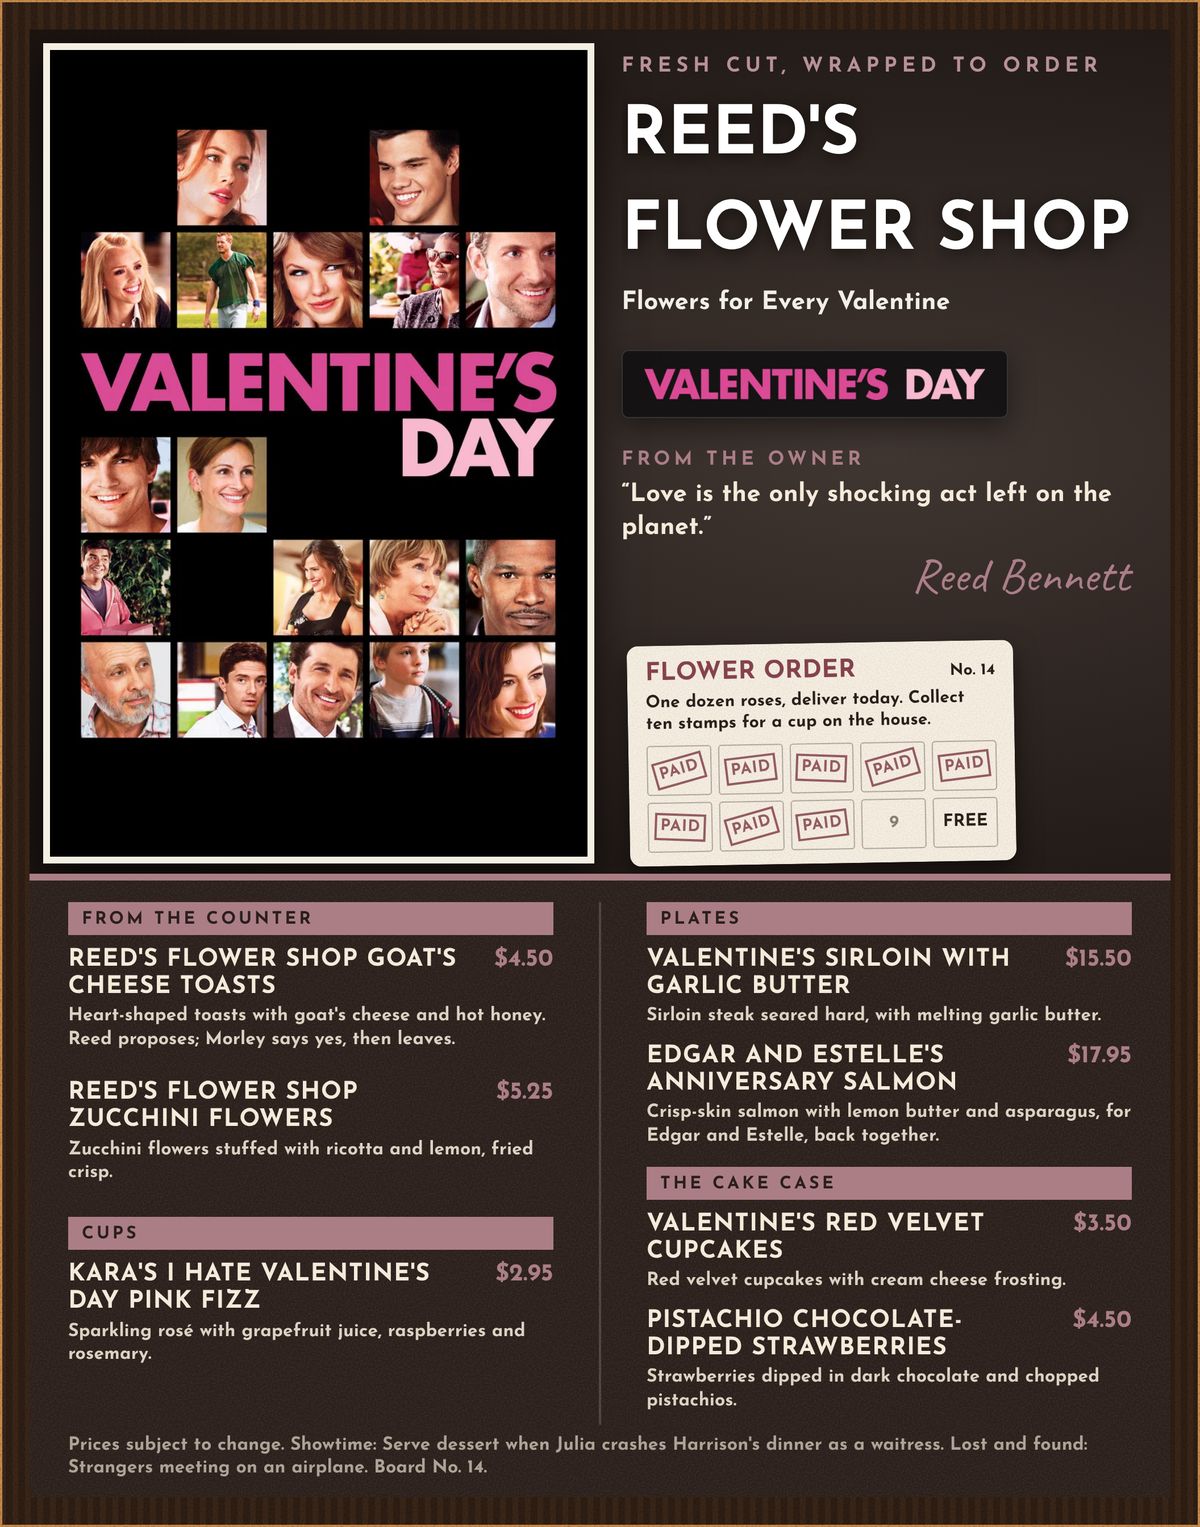 VALENTINE'S
DAY
FRESH CUT, WRAPPED TO ORDER
REED'S
FLOWER SHOP
Flowers for Every Valentine
VALENTINE'S DAY
FROM THE OWNER
“Love is the only shocking act left on the
planet.”
Reed Bennett
FLOWER ORDER No. 14
One dozen roses, deliver today. Collect
ten stamps for a cup on the house.
PAID PAID PAID PAID PAID
PAID PAID PAID 9 FREE
FROM THE COUNTER
REED'S FLOWER SHOP GOAT'S $4.50
CHEESE TOASTS
Heart-shaped toasts with goat's cheese and hot honey.
Reed proposes; Morley says yes, then leaves.
REED'S FLOWER SHOP $5.25
ZUCCHINI FLOWERS
Zucchini flowers stuffed with ricotta and lemon, fried
crisp.
CUPS
KARA'S I HATE VALENTINE'S $2.95
DAY PINK FIZZ
Sparkling rosé with grapefruit juice, raspberries and
rosemary.
PLATES
VALENTINE'S SIRLOIN WITH $15.50
GARLIC BUTTER
Sirloin steak seared hard, with melting garlic butter.
EDGAR AND ESTELLE'S $17.95
ANNIVERSARY SALMON
Crisp-skin salmon with lemon butter and asparagus, for
Edgar and Estelle, back together.
THE CAKE CASE
VALENTINE'S RED VELVET $3.50
CUPCAKES
Red velvet cupcakes with cream cheese frosting.
PISTACHIO CHOCOLATE- $4.50
DIPPED STRAWBERRIES
Strawberries dipped in dark chocolate and chopped
pistachios.
Prices subject to change. Showtime: Serve dessert when Julia crashes Harrison's dinner as a waitress. Lost and found:
Strangers meeting on an airplane. Board No. 14.